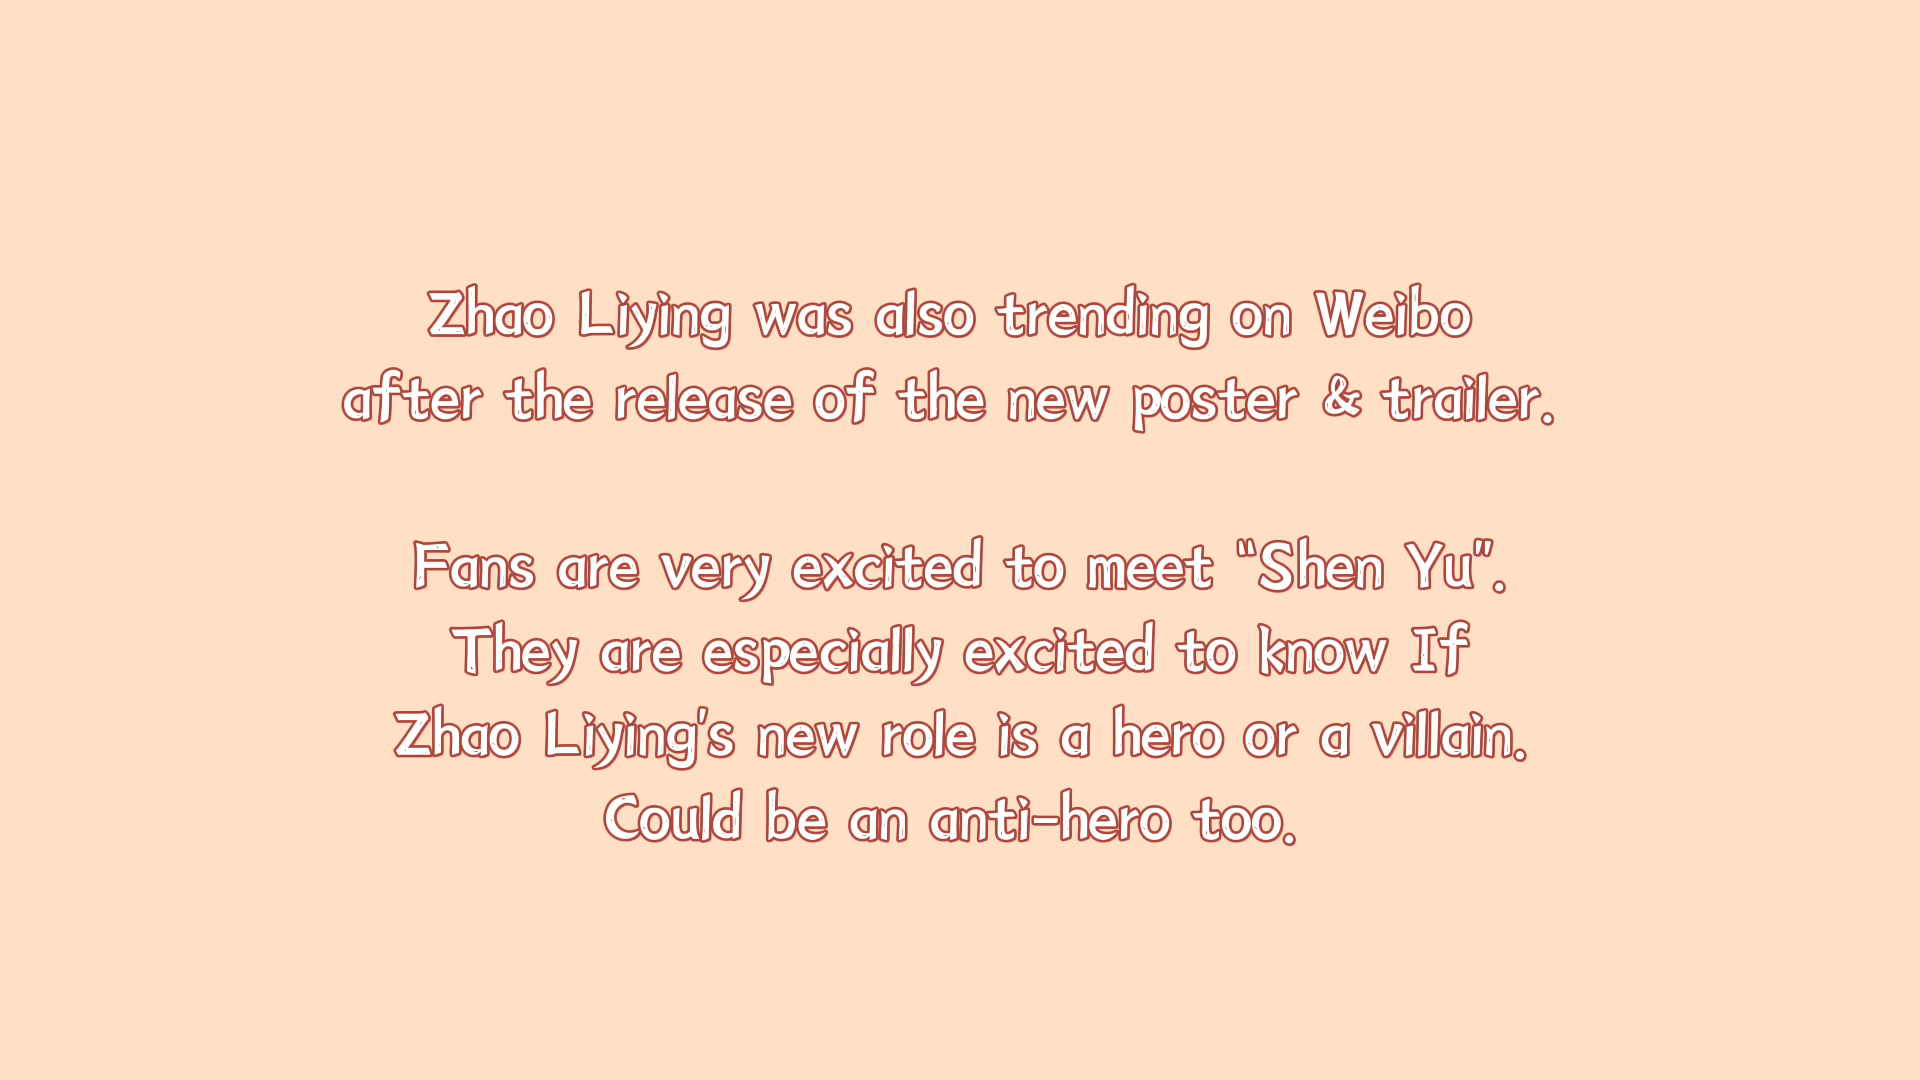 Zhao Liying was also trending on Weibo
after the release of the new poster & trailer.
Fans are very excited to meet “Shen Yu”.
They are especially excited to know If
Zhao Liying's new role is a hero or a villain.
Could be an anti-hero too.